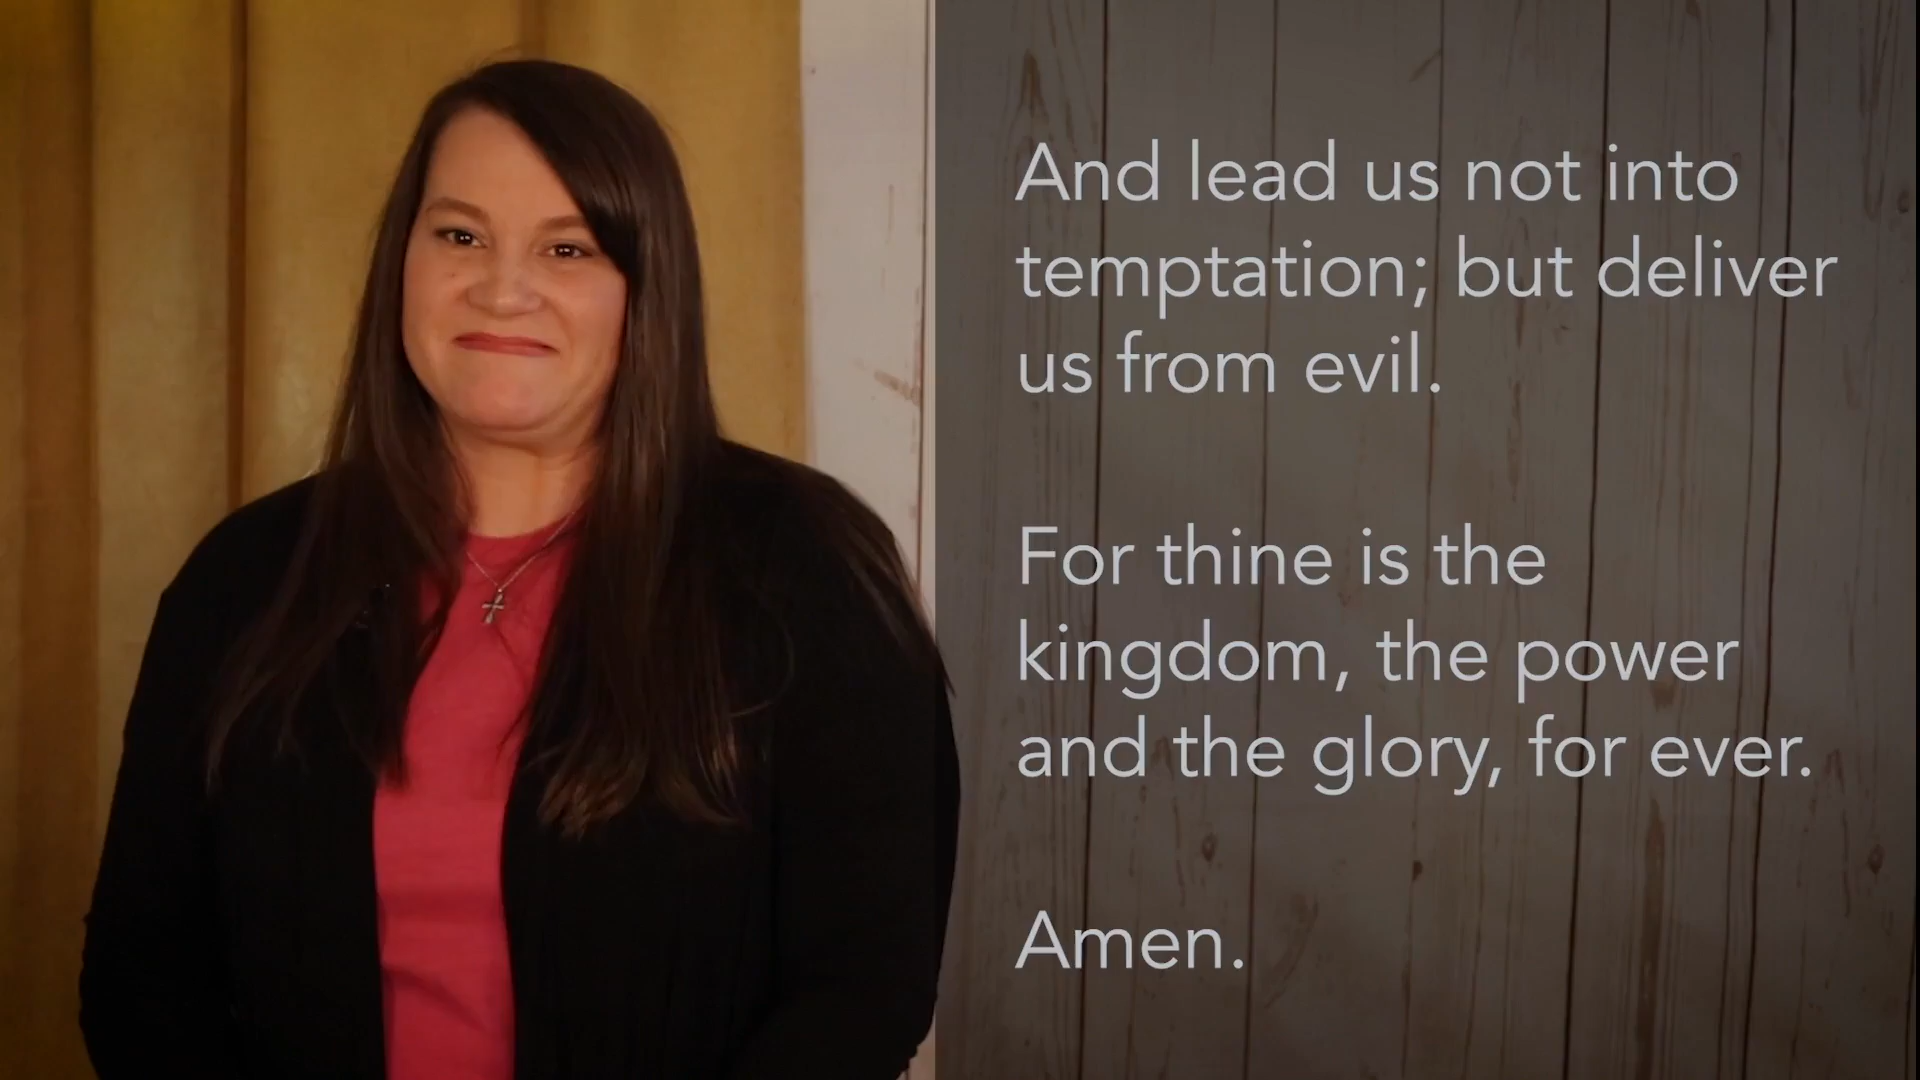 And lead us not into
temptation; but deliver
us from evil.
For thine is the
kingdom, the power
and the glory, for ever.
Amen.